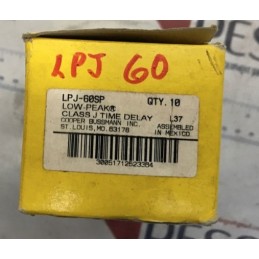 LPJ 60
LPJ-60SP QTY. 10
LOW-PEAK®
CLASS J TIME DELAY L37
COOPER BUSSMANN INC. ASSEMBLED
ST. LOUIS, MO. 63178 IN MEXICO